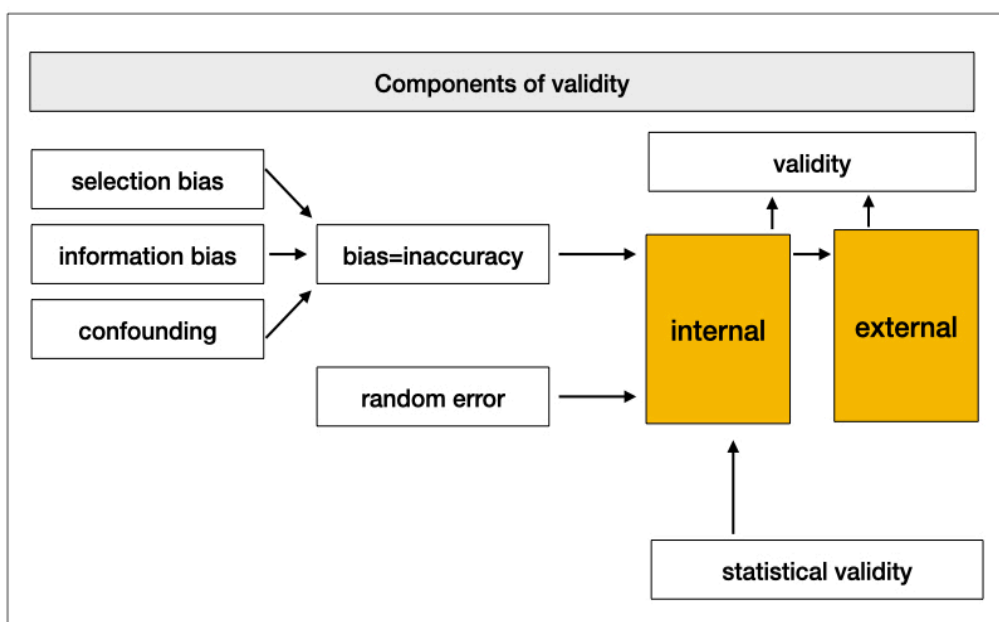 Components of validity
selection bias
validity
information bias
bias=inaccuracy
internal
external
confounding
random error
statistical validity